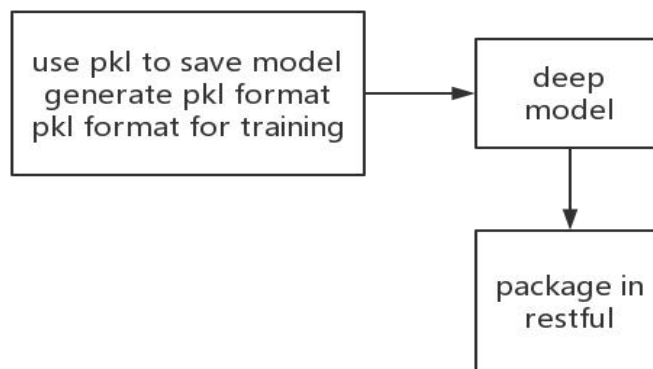 use pkl to save model
generate pkl format
pkl format for training
deep
model
package in
restful